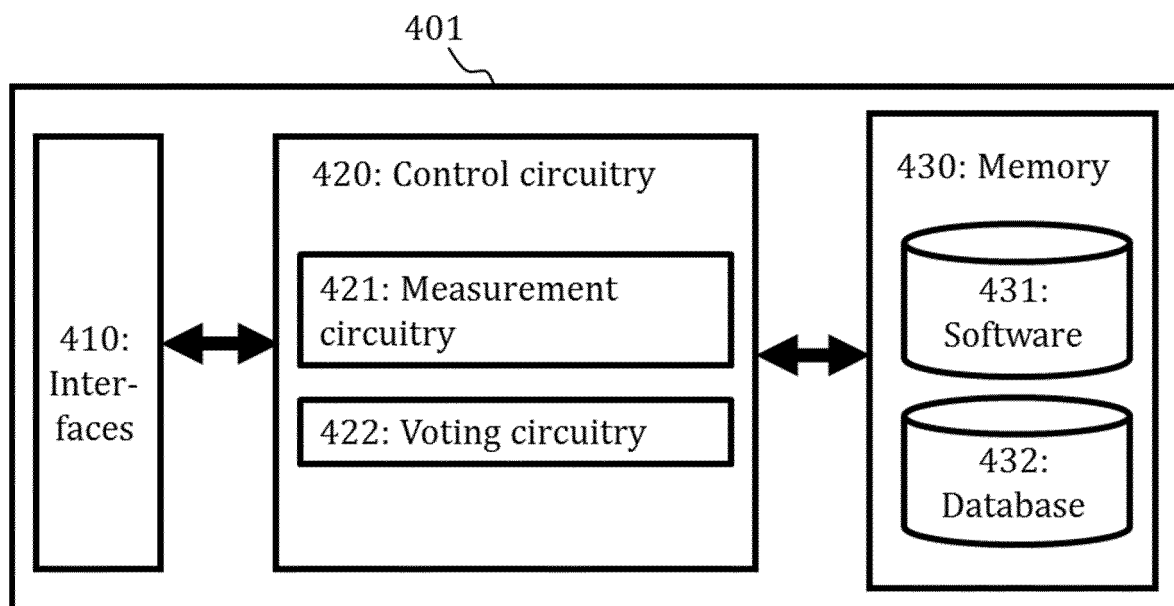 401
410:
Inter-
faces
420: Control circuitry
421: Measurement
circuitry
422: Voting circuitry
430: Memory
431:
Software
432:
Database